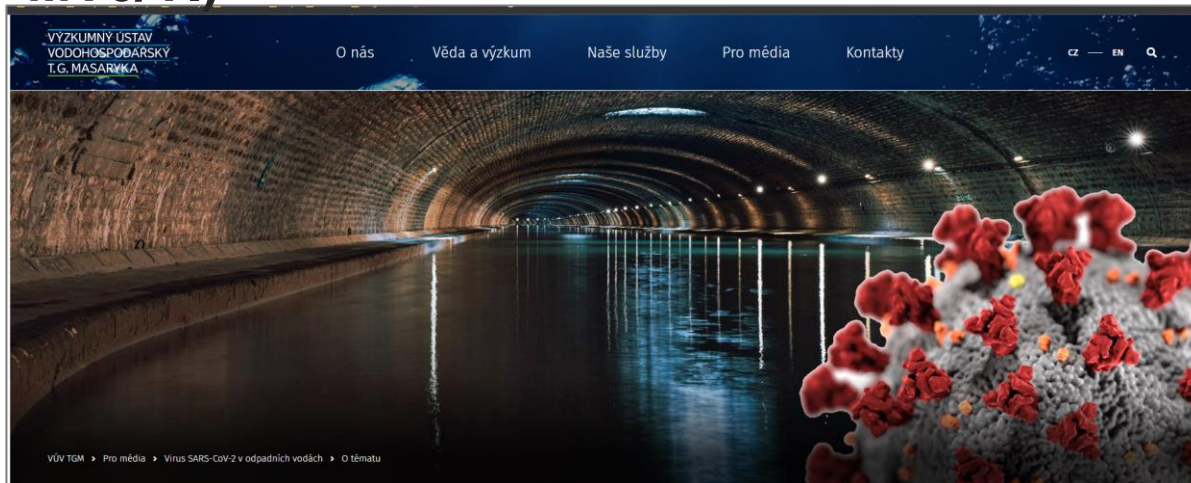 VÝZKUMNÝ ÚSTAV
VODOHOSPODÁŘSKÝ
T. G. MASARYKA
O nás Věda a výzkum Naše služby Pro média Kontakty
CZ — EN
VÚV TGM > Pro média > Virus SARS-CoV-2 v odpadních vodách > O tématu